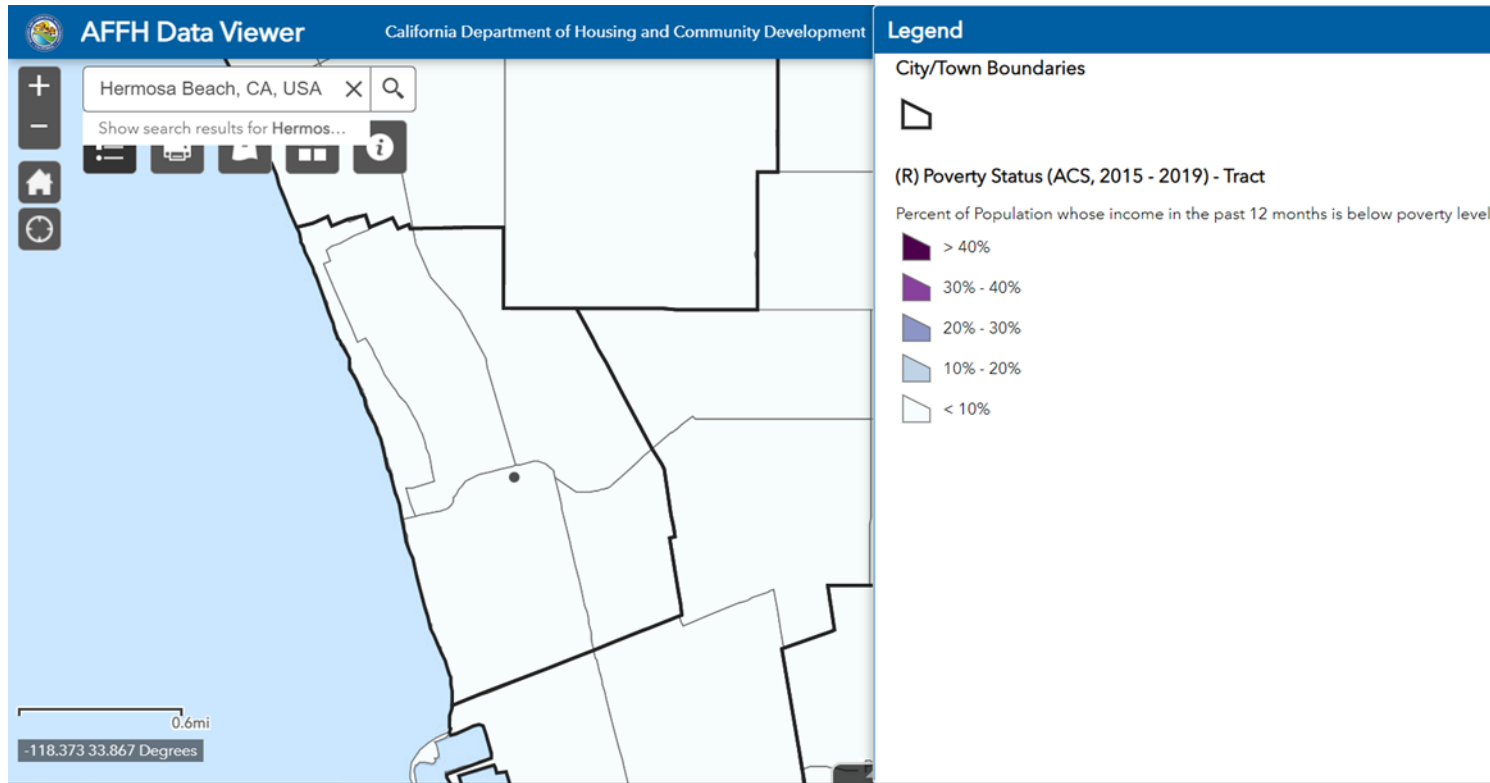 AFFH Data Viewer
California Department of Housing and Community Development
Legend
+
Hermosa Beach, CA, USA
−
Show search results for Hermos...
City/Town Boundaries
(R) Poverty Status (ACS, 2015 - 2019) - Tract
Percent of Population whose income in the past 12 months is below poverty level
> 40%
30% - 40%
20% - 30%
10% - 20%
< 10%
0.6mi
-118.373 33.867 Degrees